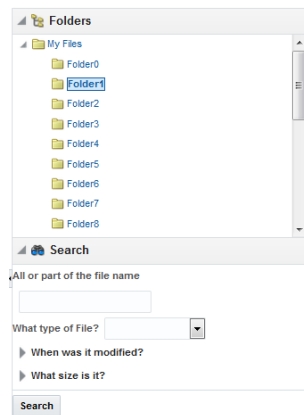 Folders
My Files
Folder0
Folder1
Folder2
Folder3
Folder4
Folder5
Folder6
Folder7
Folder8
Search
All or part of the file name
What type of File?
When was it modified?
What size is it?
Search